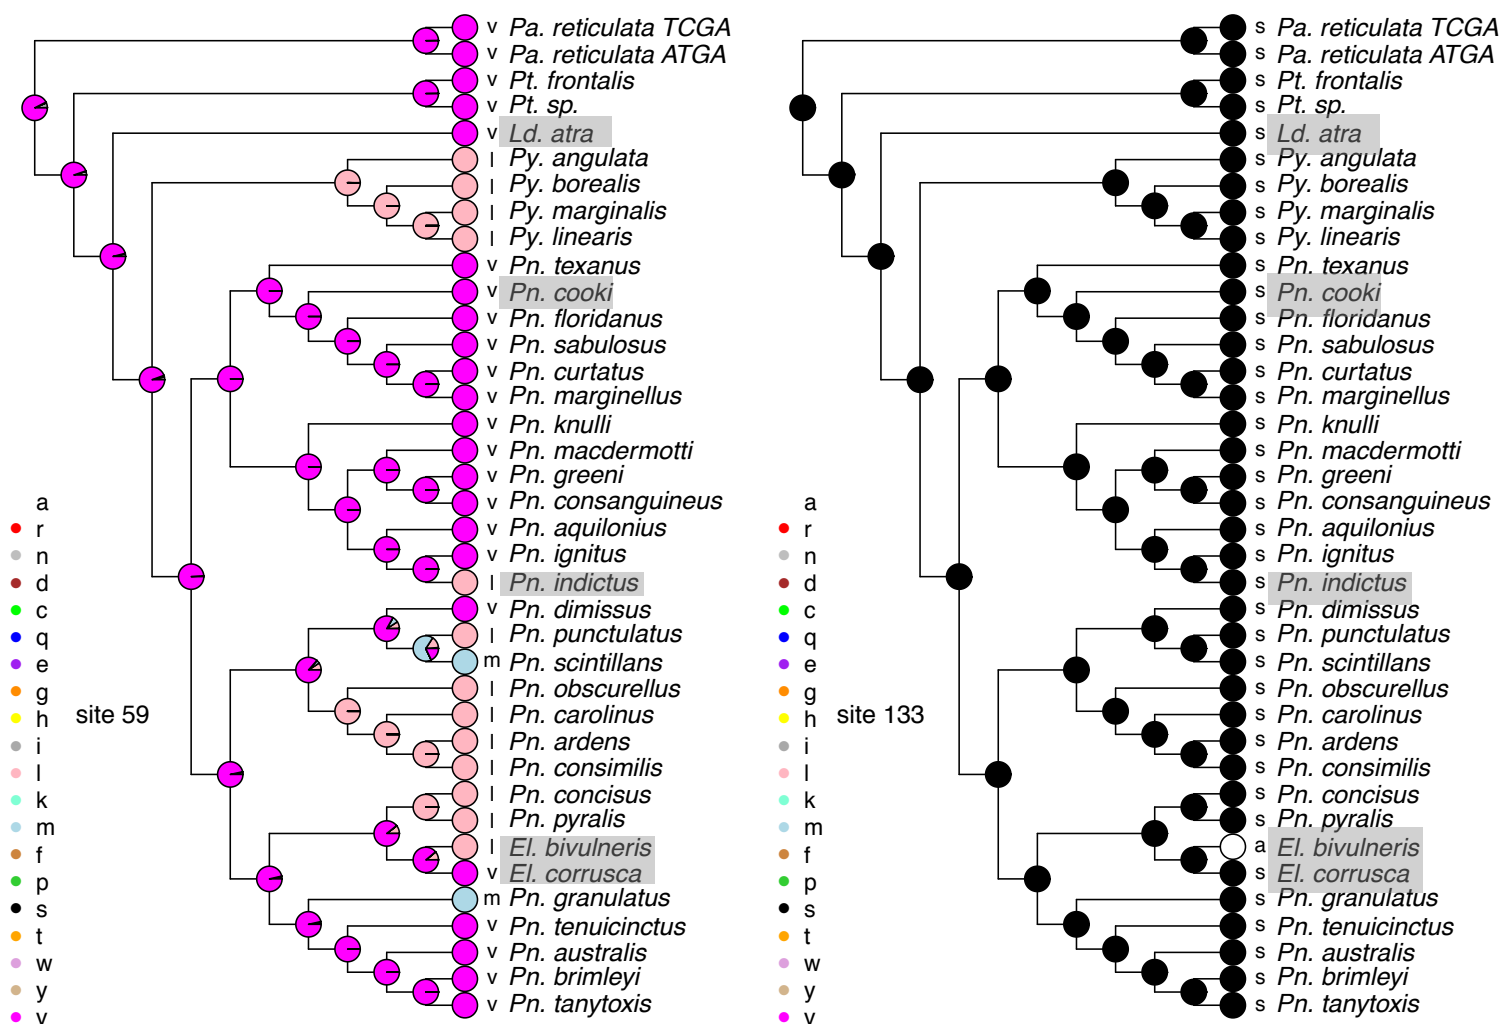 v Pa. reticulata TCGA
v Pa. reticulata ATGA
v Pt. frontalis
v Pt. sp.
v Ld. atra
l Py. angulata
l Py. borealis
l Py. marginalis
l Py. linearis
v Pn. texanus
v Pn. cooki
v Pn. floridanus
v Pn. sabulosus
v Pn. curtatus
v Pn. marginellus
v Pn. knulli
v Pn. macdermotti
v Pn. greeni
v Pn. consanguineus
v Pn. aquilonius
v Pn. ignitus
l Pn. indictus
v Pn. dimissus
l Pn. punctulatus
m Pn. scintillans
l Pn. obscurellus
l Pn. carolinus
l Pn. ardens
l Pn. consimilis
l Pn. concisus
l Pn. pyralis
l El. bivulneris
v El. corrusca
m Pn. granulatus
v Pn. tenuicinctus
v Pn. australis
v Pn. brimleyi
v Pn. tanytoxis
a
r
n
d
c
q
e
g
h
i
l
k
m
f
p
s
t
w
y
v
site 59
s Pa. reticulata TCGA
s Pa. reticulata ATGA
s Pt. frontalis
s Pt. sp.
s Ld. atra
s Py. angulata
s Py. borealis
s Py. marginalis
s Py. linearis
s Pn. texanus
s Pn. cooki
s Pn. floridanus
s Pn. sabulosus
s Pn. curtatus
s Pn. marginellus
s Pn. knulli
s Pn. macdermotti
s Pn. greeni
s Pn. consanguineus
s Pn. aquilonius
s Pn. ignitus
s Pn. indictus
s Pn. dimissus
s Pn. punctulatus
s Pn. scintillans
s Pn. obscurellus
s Pn. carolinus
s Pn. ardens
s Pn. consimilis
s Pn. concisus
s Pn. pyralis
a El. bivulneris
s El. corrusca
s Pn. granulatus
s Pn. tenuicinctus
s Pn. australis
s Pn. brimleyi
s Pn. tanytoxis
a
r
n
d
c
q
e
g
h
i
l
k
m
f
p
s
t
w
y
v
site 133